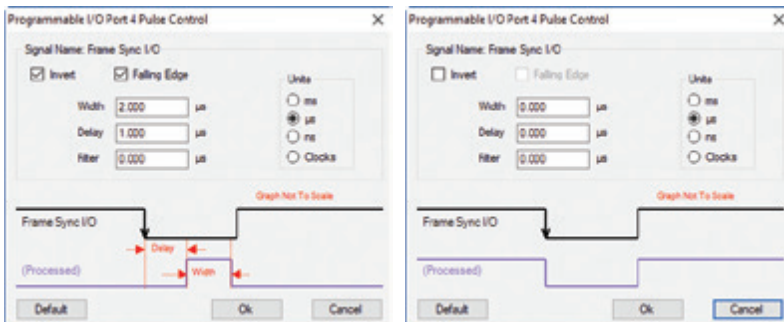 Programmable I/O Port 4 Pulse Control
Signal Name: Frame Sync I/O
Invert
Falling Edge
Width 2.000 µs
Delay 1.000 µs
Filter 0.000 µs
Units
ms
µs
ns
Clocks
Graph Not To Scale
Frame Sync I/O
Delay
Width
(Processed)
Default
Ok
Cancel
Programmable I/O Port 4 Pulse Control
Signal Name: Frame Sync I/O
Invert
Falling Edge
Width 0.000 µs
Delay 0.000 µs
Filter 0.000 µs
Units
ms
µs
ns
Clocks
Graph Not To Scale
Frame Sync I/O
(Processed)
Default
Ok
Cancel